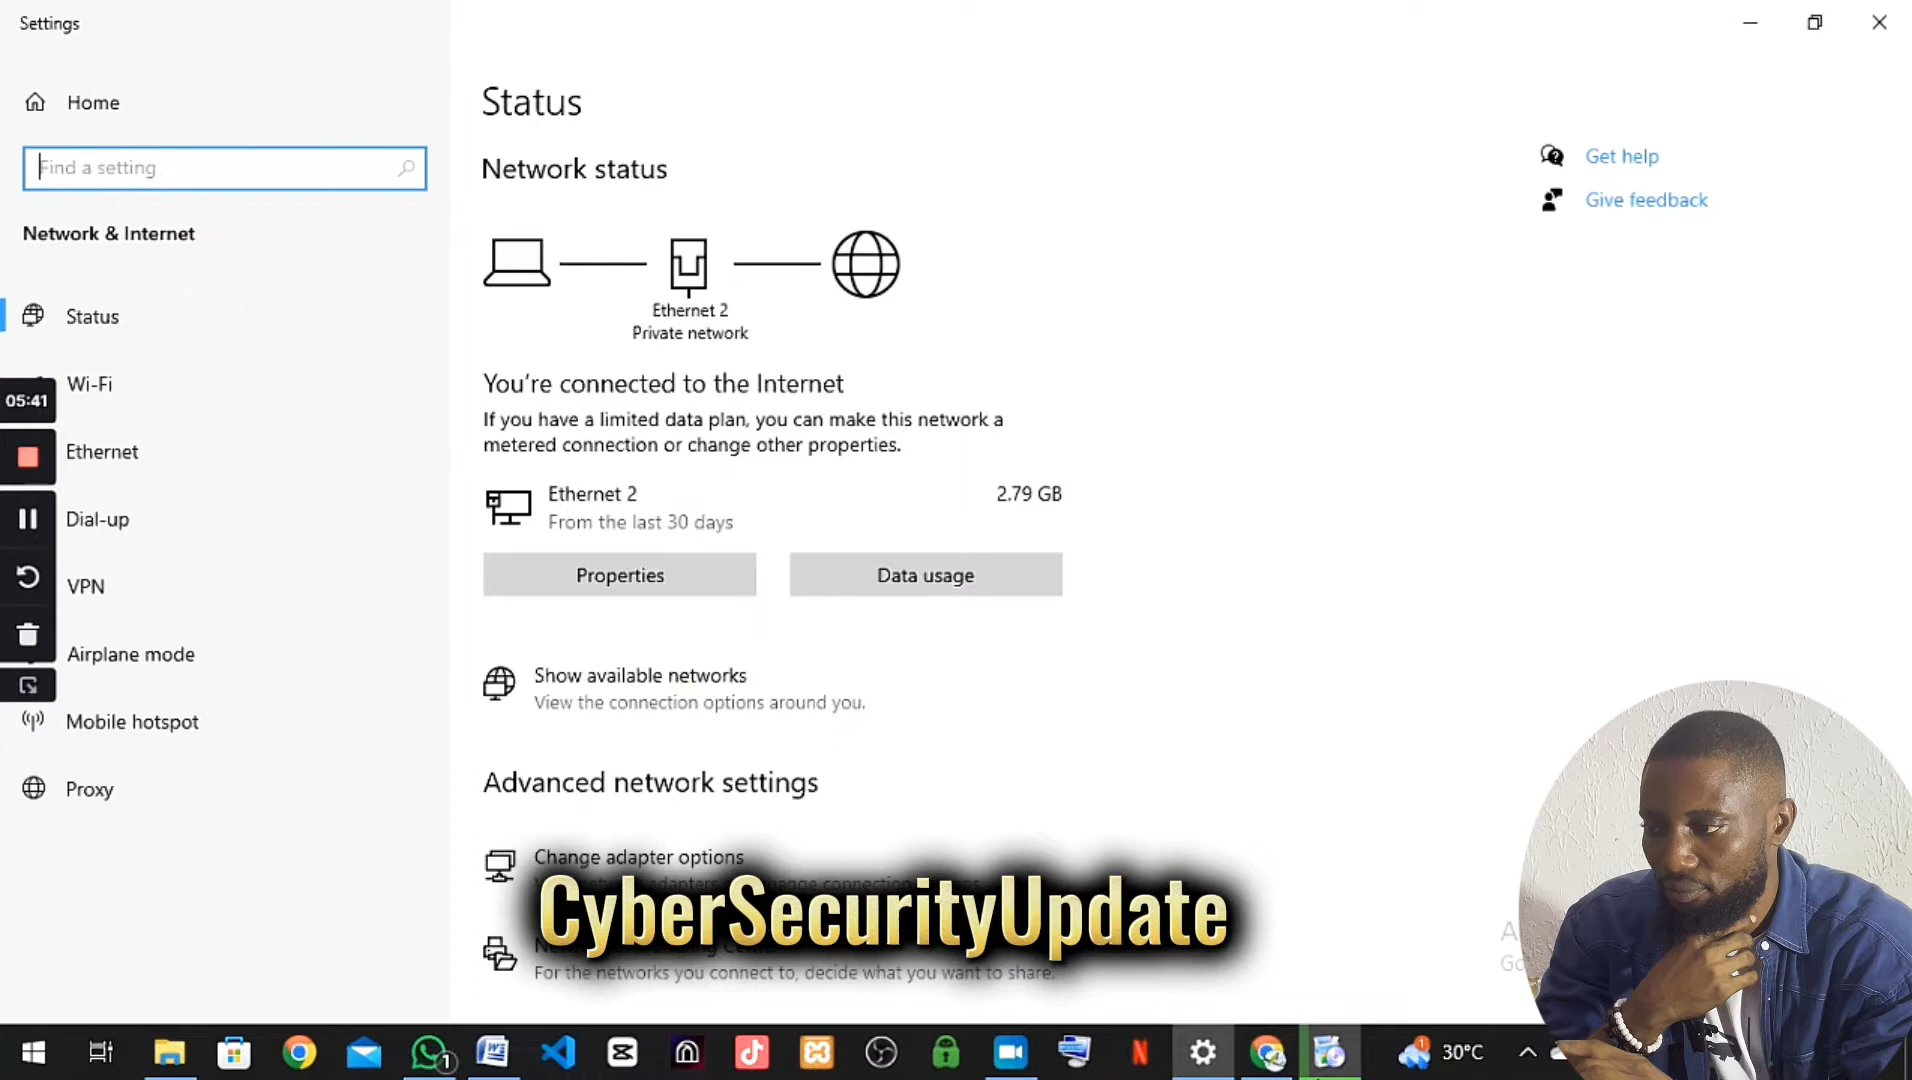 Settings
Home
Find a setting
Network & Internet
Status
Wi-Fi
05:41
Ethernet
Dial-up
VPN
Airplane mode
Mobile hotspot
Proxy
Status
Network status
Ethernet 2
Private network
You're connected to the Internet
If you have a limited data plan, you can make this network a
metered connection or change other properties.
Ethernet 2
2.79 GB
From the last 30 days
Properties
Data usage
Show available networks
View the connection options around you.
Advanced network settings
Change adapter options
CyberSecurityUpdate
For the networks you connect to, decide what you want to share.
Get help
Give feedback
1
1
30°C